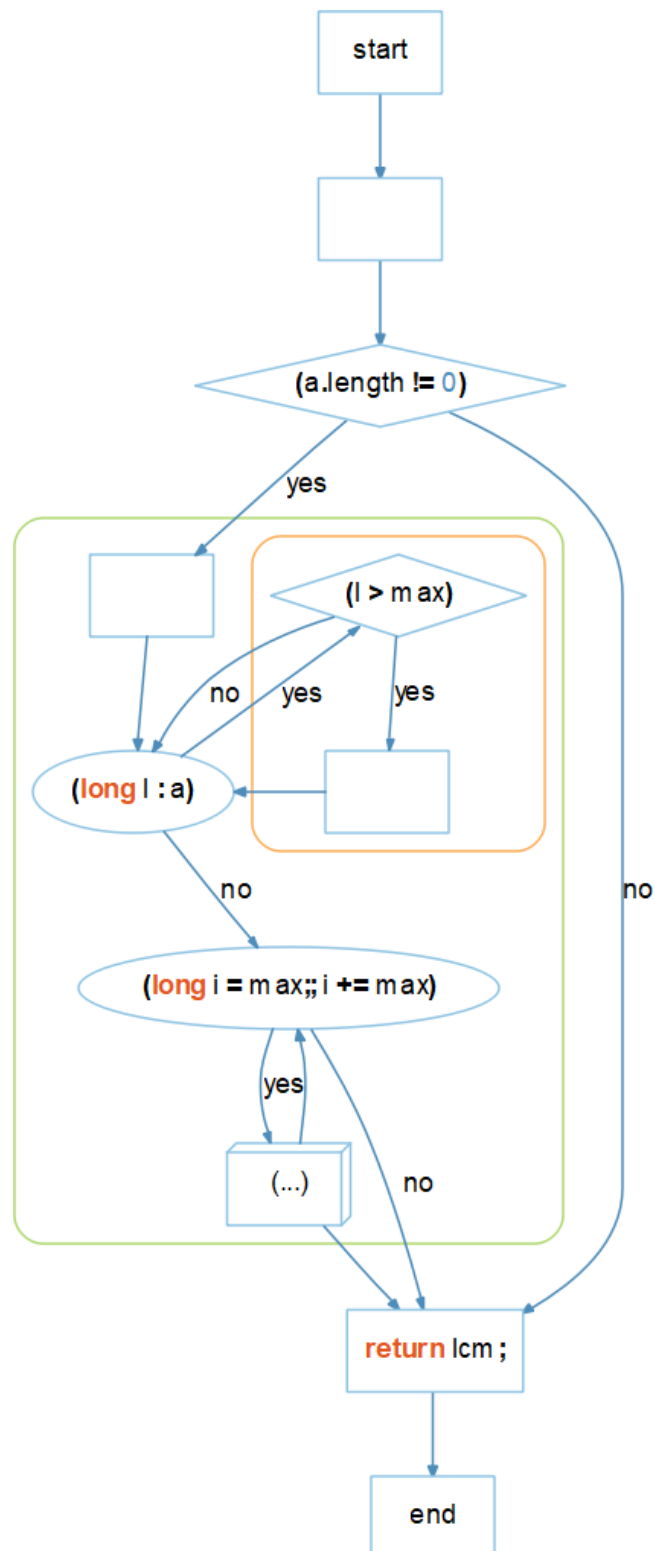 start
(a.length != 0)
yes
(l > max)
no
yes
yes
(long l : a)
no
no
(long i = max;; i += max)
yes
(...)
no
return lcm;
end